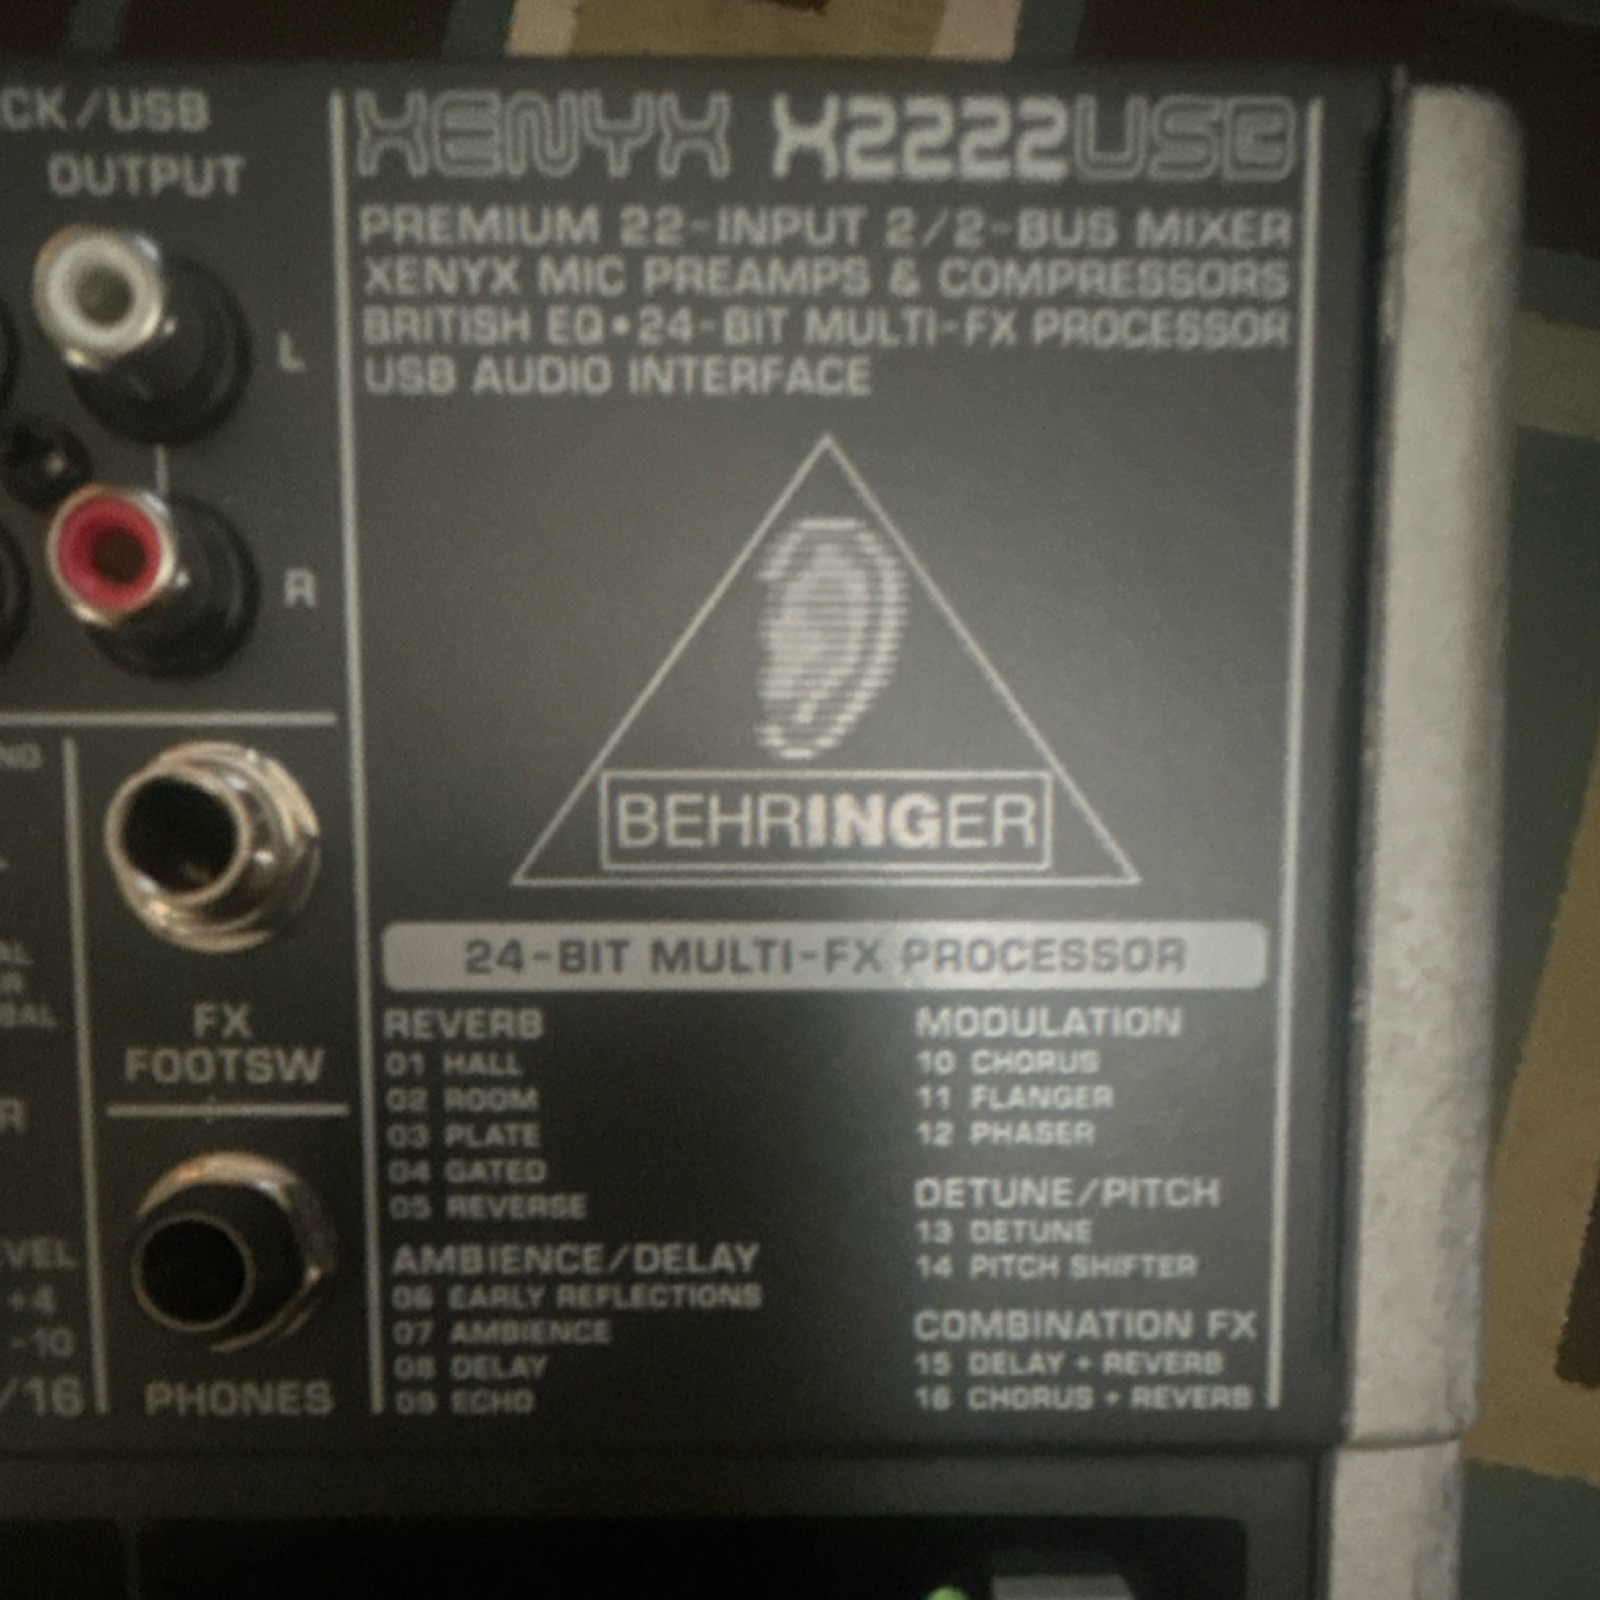 CK/USB
OUTPUT
L
R
XENYX X2222USB
PREMIUM 22-INPUT 2/2-BUS MIXER
XENYX MIC PREAMPS & COMPRESSORS
BRITISH EQ•24-BIT MULTI-FX PROCESSOR
USB AUDIO INTERFACE
BEHRINGER
24-BIT MULTI-FX PROCESSOR
REVERB
01 HALL
02 ROOM
03 PLATE
04 GATED
05 REVERSE
AMBIENCE/DELAY
06 EARLY REFLECTIONS
07 AMBIENCE
08 DELAY
09 ECHO
MODULATION
10 CHORUS
11 FLANGER
12 PHASER
DETUNE/PITCH
13 DETUNE
14 PITCH SHIFTER
COMBINATION FX
15 DELAY + REVERB
16 CHORUS + REVERB
FX
FOOTSW
PHONES
EVEL
+4
-10
/16